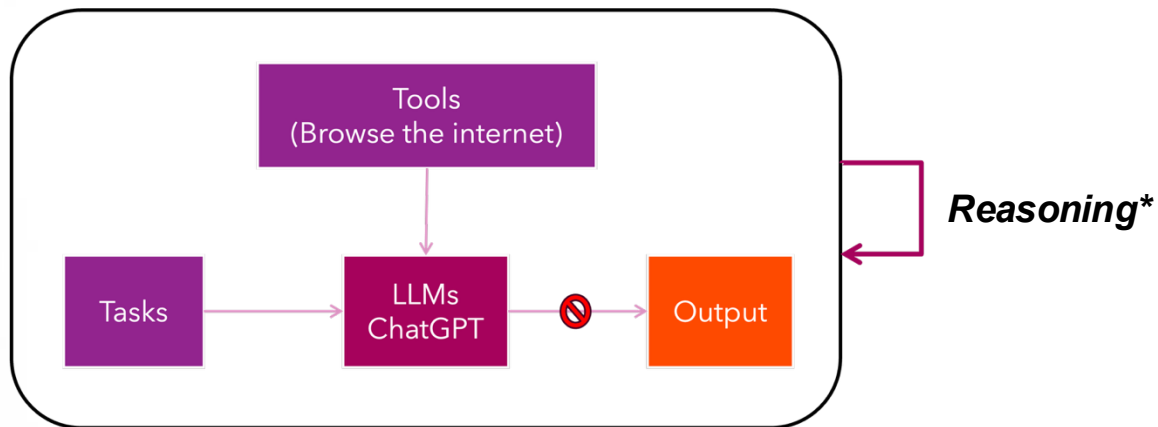 Tools
(Browse the internet)
Reasoning*
Tasks
LLMs
ChatGPT
Output